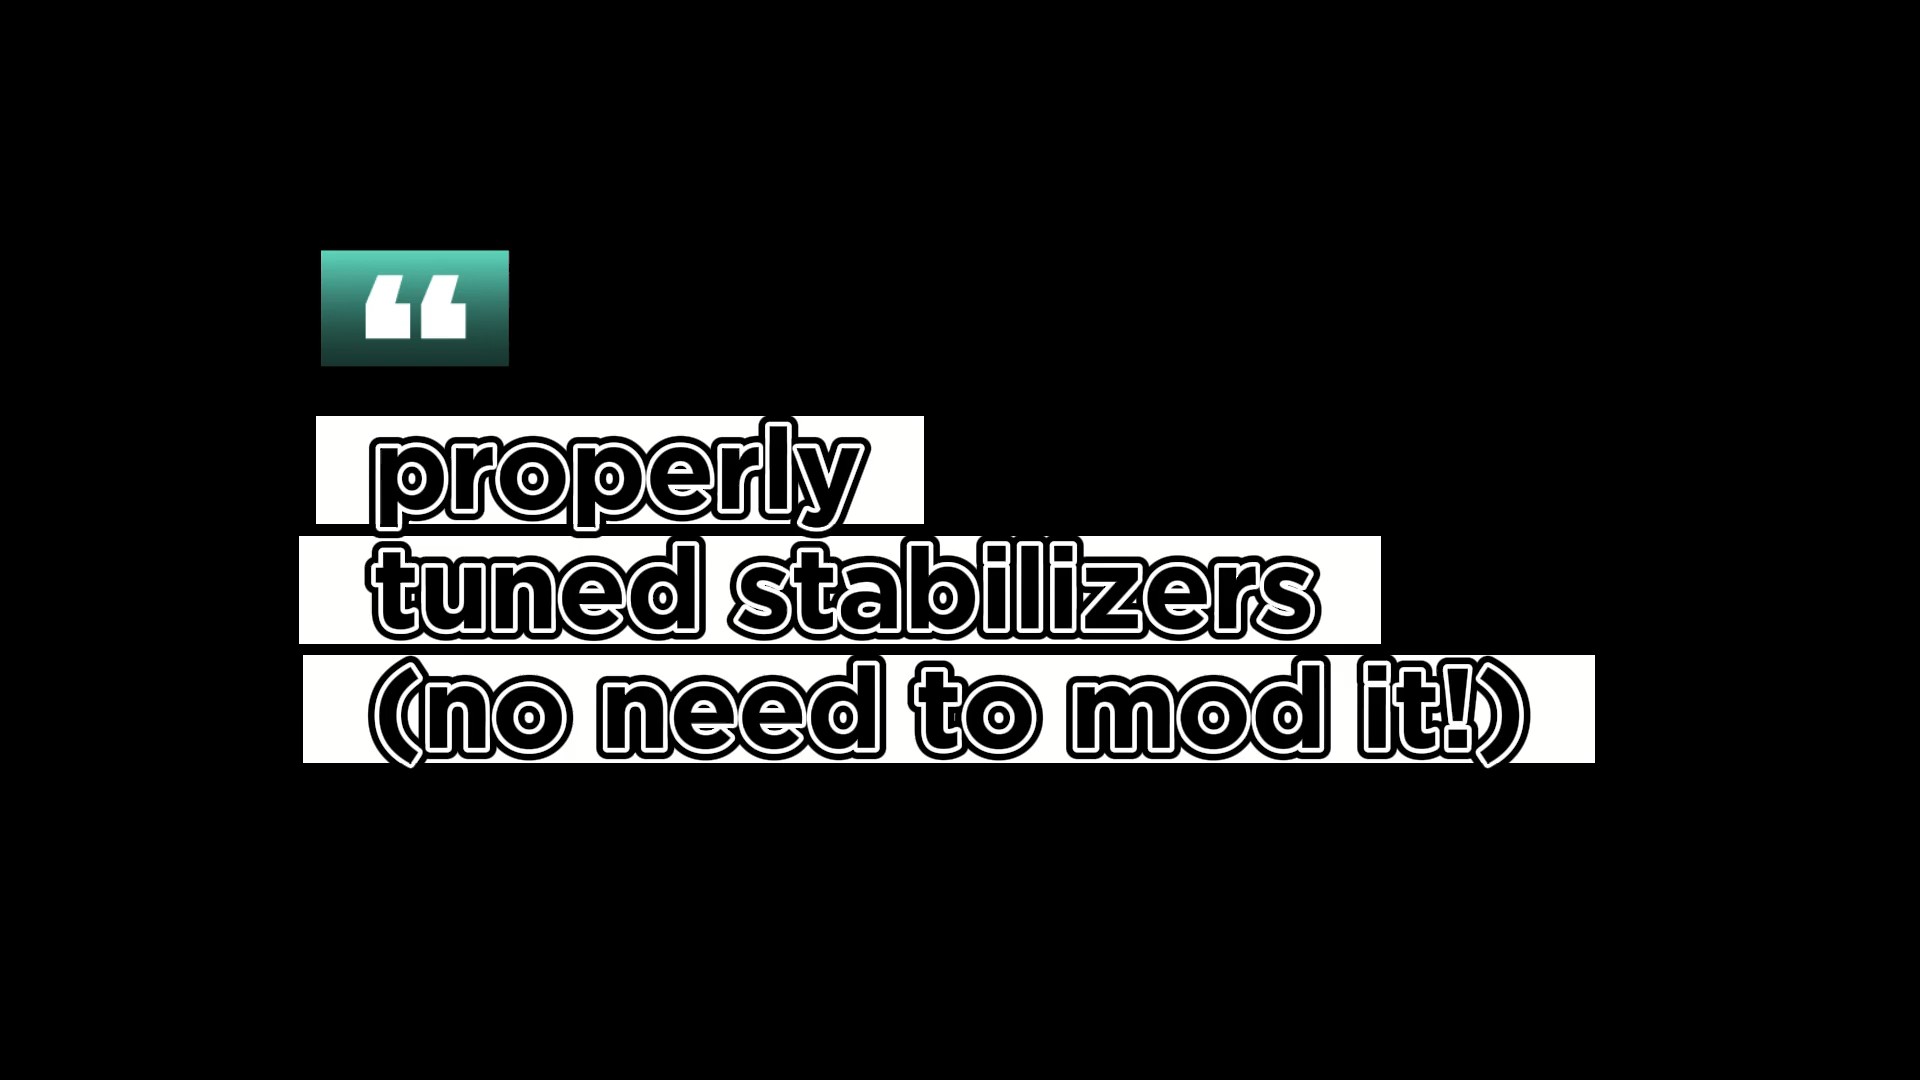 “
properly
tuned stabilizers
(no need to mod it!)